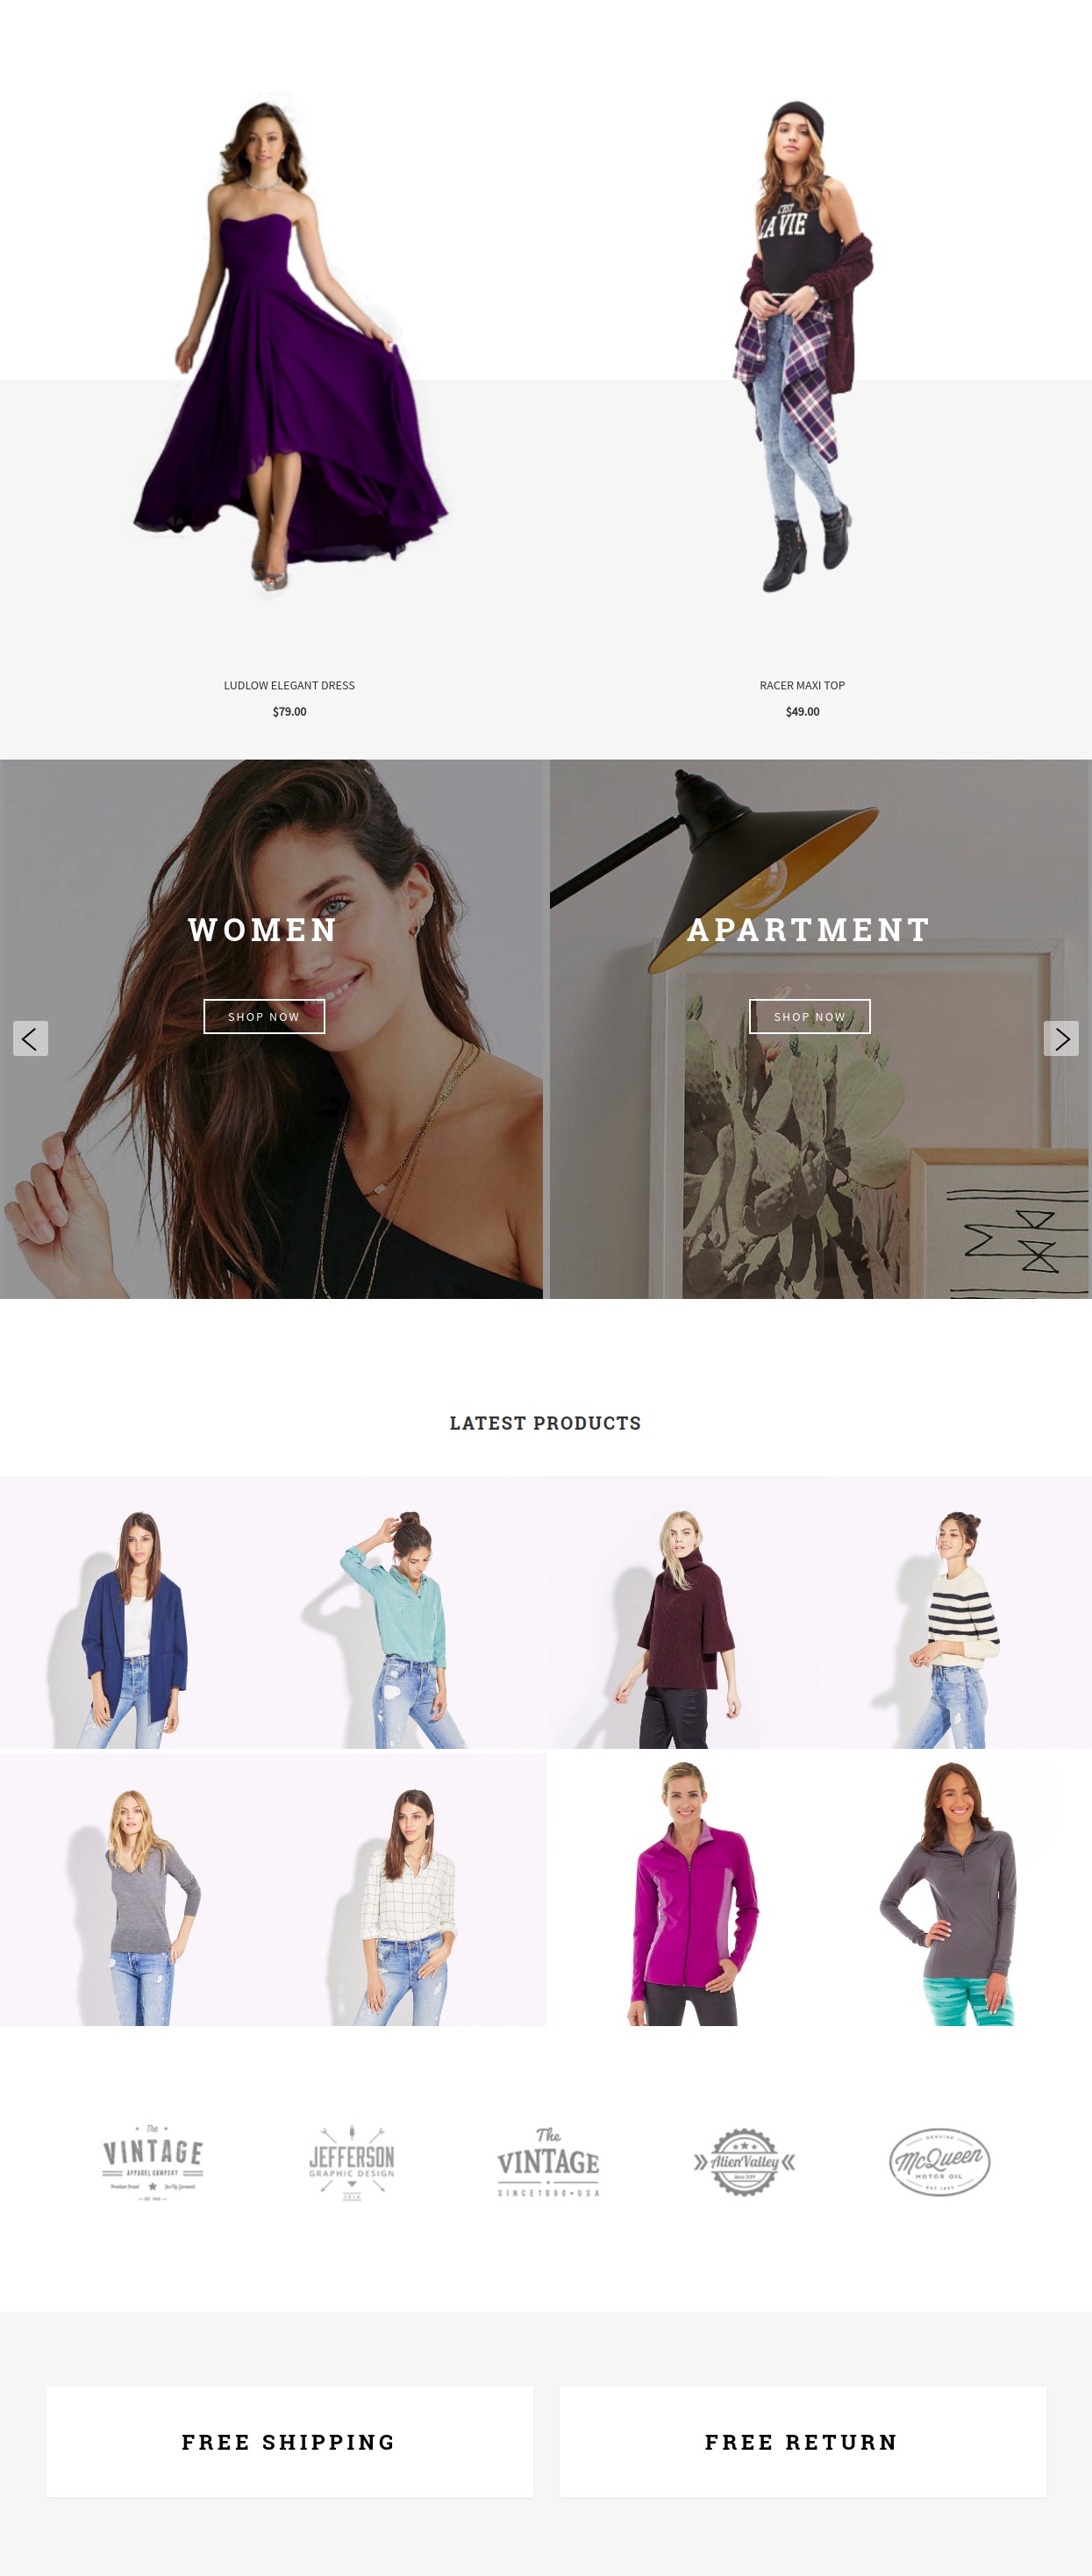 C'EST
LA VIE
LUDLOW ELEGANT DRESS
$79.00
RACER MAXI TOP
$49.00
WOMEN
SHOP NOW
APARTMENT
SHOP NOW
LATEST PRODUCTS
The
VINTAGE
APPAREL COMPANY
JEFFERSON
GRAPHIC DESIGN
The
VINTAGE
SINCE 1890 • USA
AlienValley
McQueen
MOTOR OIL
FREE SHIPPING
FREE RETURN